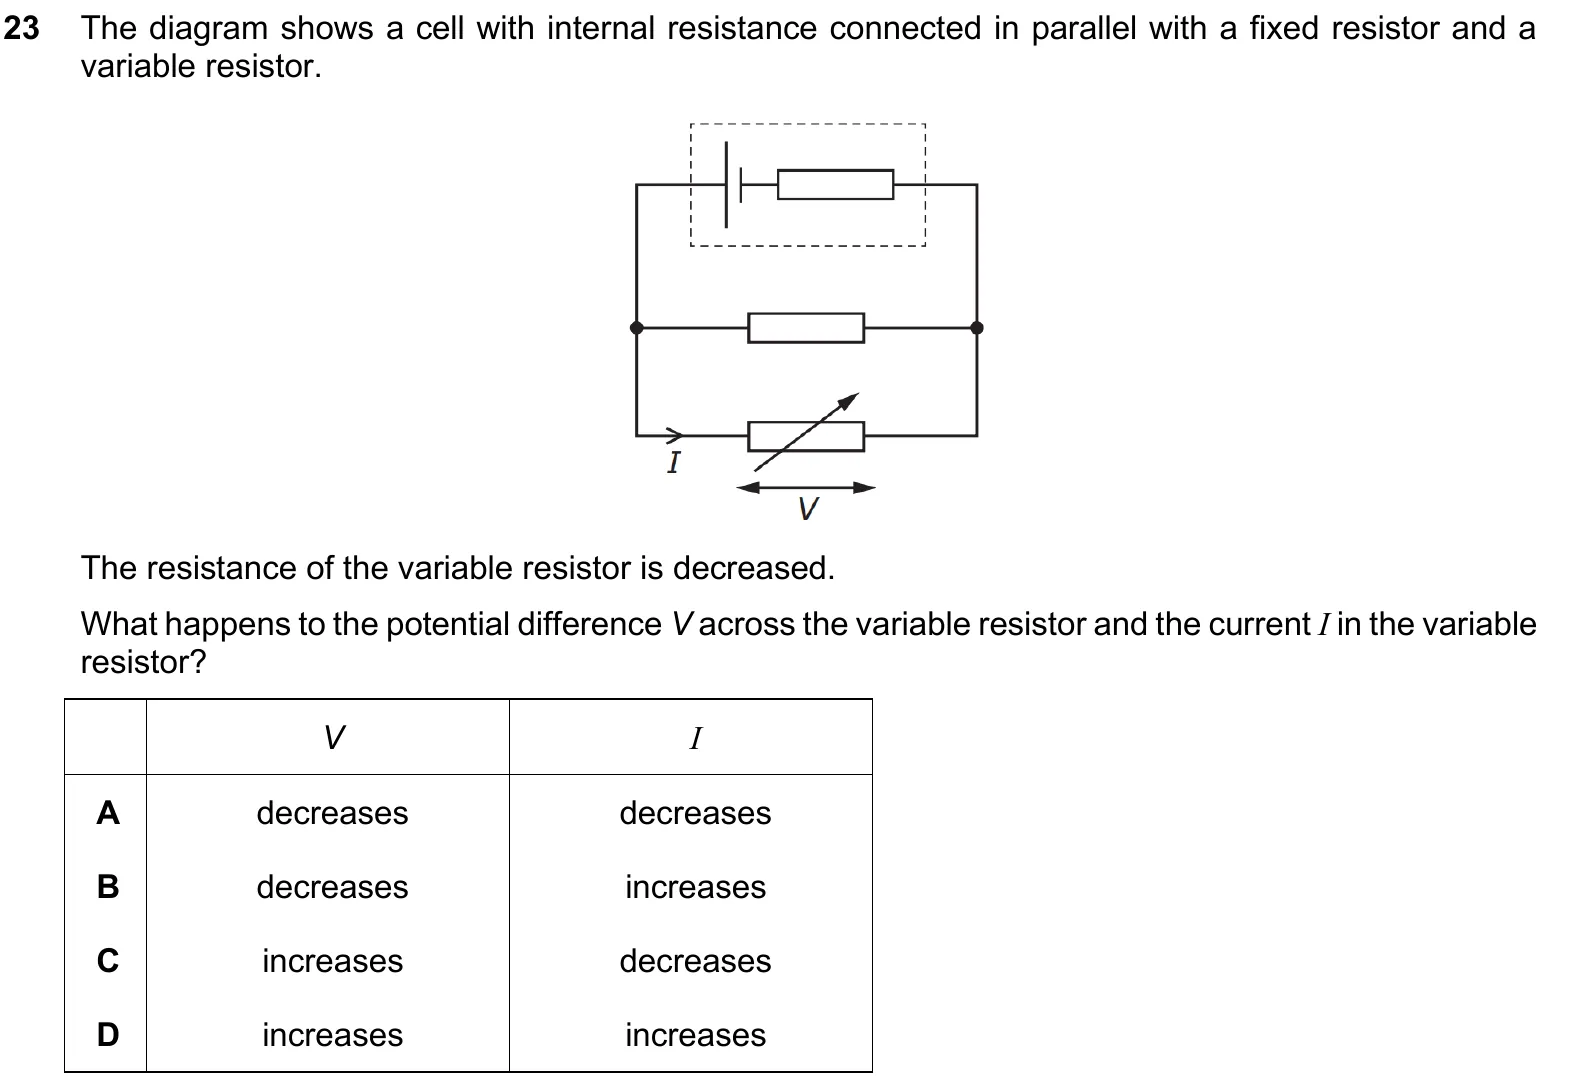 23 The diagram shows a cell with internal resistance connected in parallel with a fixed resistor and a
variable resistor.
I
V
The resistance of the variable resistor is decreased.
What happens to the potential difference V across the variable resistor and the current I in the variable
resistor?
V I
A decreases decreases
B decreases increases
C increases decreases
D increases increases